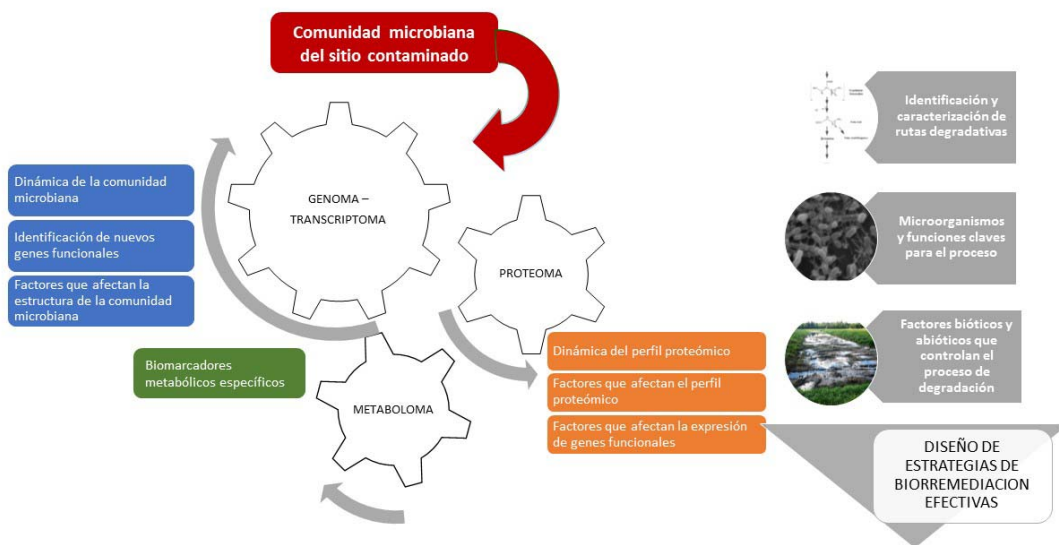 Comunidad microbiana
del sitio contaminado
GENOMA –
TRANSCRIPTOMA
PROTEOMA
METABOLOMA
Dinámica de la comunidad
microbiana
Identificación de nuevos
genes funcionales
Factores que afectan la
estructura de la comunidad
microbiana
Biomarcadores
metabólicos específicos
Dinámica del perfil proteómico
Factores que afectan el perfil
proteómico
Factores que afectan la expresión
de genes funcionales
Identificación y
caracterización de
rutas degradativas
Microorganismos
y funciones claves
para el proceso
Factores bióticos y
abióticos que
controlan el
proceso de
degradación
DISEÑO DE
ESTRATEGIAS DE
BIORREMEDIACION
EFECTIVAS